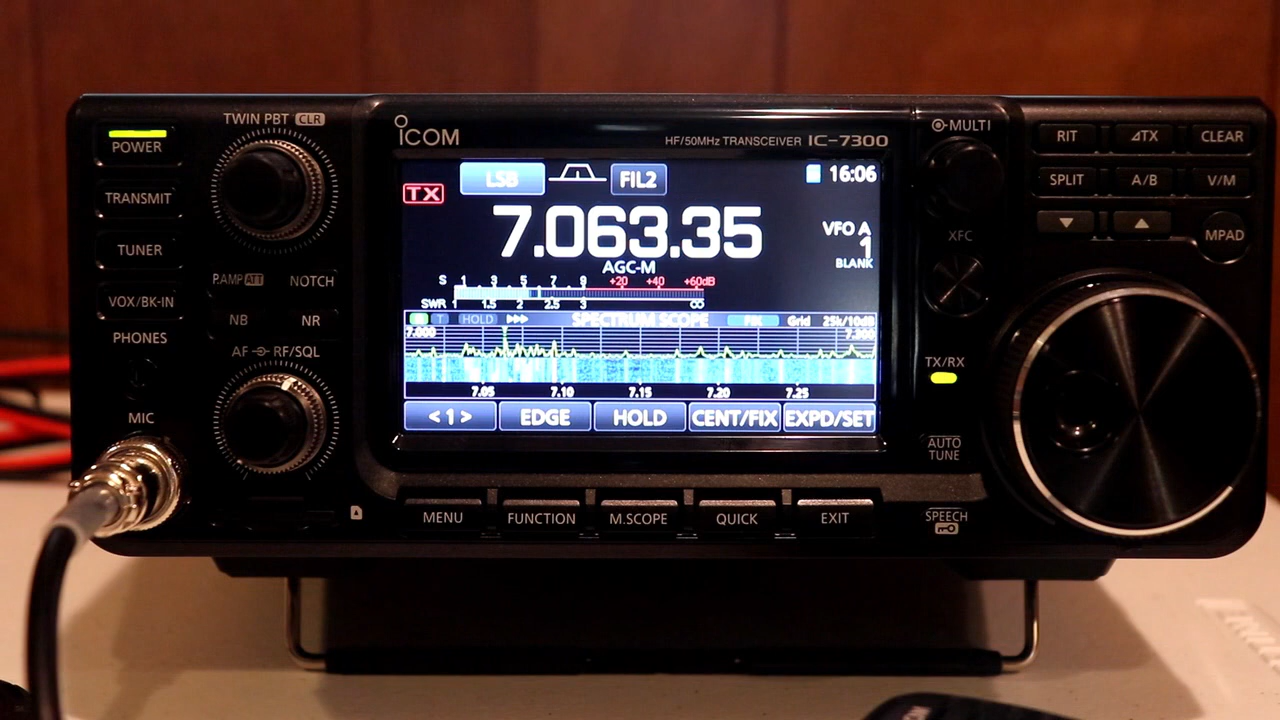 TWIN PBT CLR
ICOM
HF/50MHz TRANSCEIVER IC-7300
MULTI
POWER
TRANSMIT
TUNER
VOX/BK-IN
PHONES
MIC
P.AMP ATT
NOTCH
NB
NR
AF RF/SQL
TX
LSB
FIL2
16:06
7.063.35
VFO A
1
BLANK
AGC-M
S 1 3 5 7 9 +20 +40 +60dB
SWR 1 1.5 2 2.5 3 ∞
T HOLD
SPECTRUM SCOPE
FIX
Grid 25k/10dB
7.05 7.10 7.15 7.20 7.25
<1>
EDGE
HOLD
CENT/FIX
EXPD/SET
MENU
FUNCTION
M.SCOPE
QUICK
EXIT
RIT
ΔTX
CLEAR
SPLIT
A/B
V/M
MPAD
XFC
TX/RX
AUTO
TUNE
SPEECH